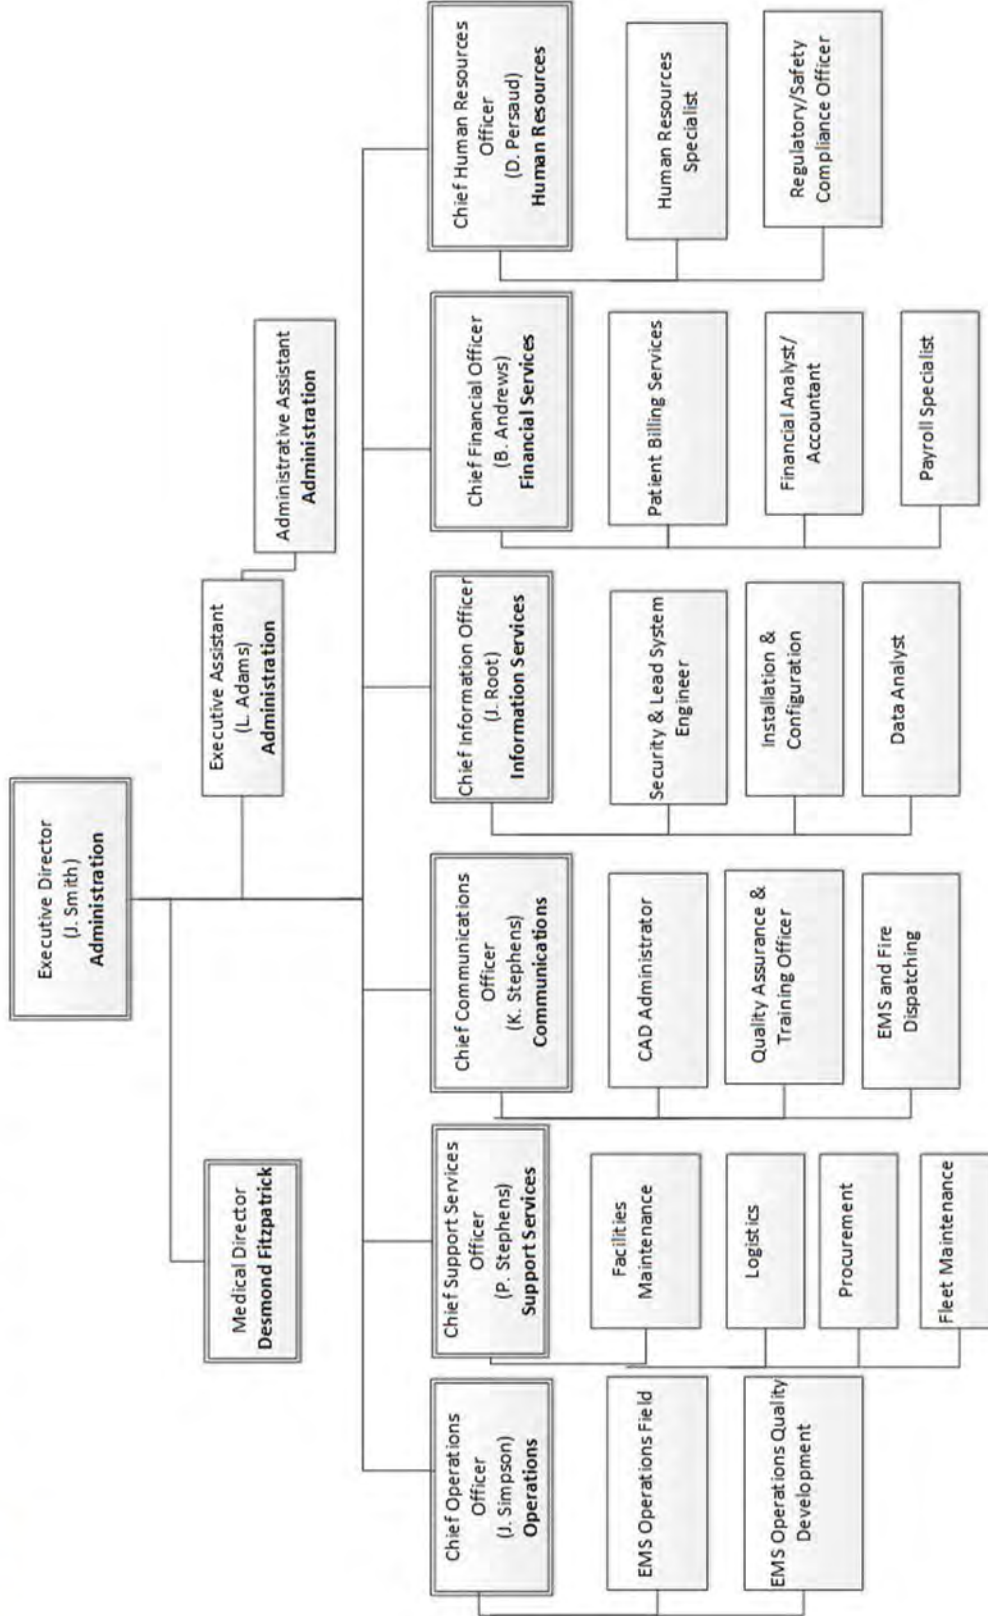 Executive Director
(J. Smith)
Administration
Medical Director
Desmond Fitzpatrick
Executive Assistant
(L. Adams)
Administration
Administrative Assistant
Administration
Chief Operations
Officer
(J. Simpson)
Operations
EMS Operations Field
EMS Operations Quality
Development
Chief Support Services
Officer
(P. Stephens)
Support Services
Facilities
Maintenance
Logistics
Procurement
Fleet Maintenance
Chief Communications
Officer
(K. Stephens)
Communications
CAD Administrator
Quality Assurance &
Training Officer
EMS and Fire
Dispatching
Chief Information Officer
(J. Root)
Information Services
Security & Lead System
Engineer
Installation &
Configuration
Data Analyst
Chief Financial Officer
(B. Andrews)
Financial Services
Patient Billing Services
Financial Analyst/
Accountant
Payroll Specialist
Chief Human Resources
Officer
(D. Persaud)
Human Resources
Human Resources
Specialist
Regulatory/Safety
Compliance Officer